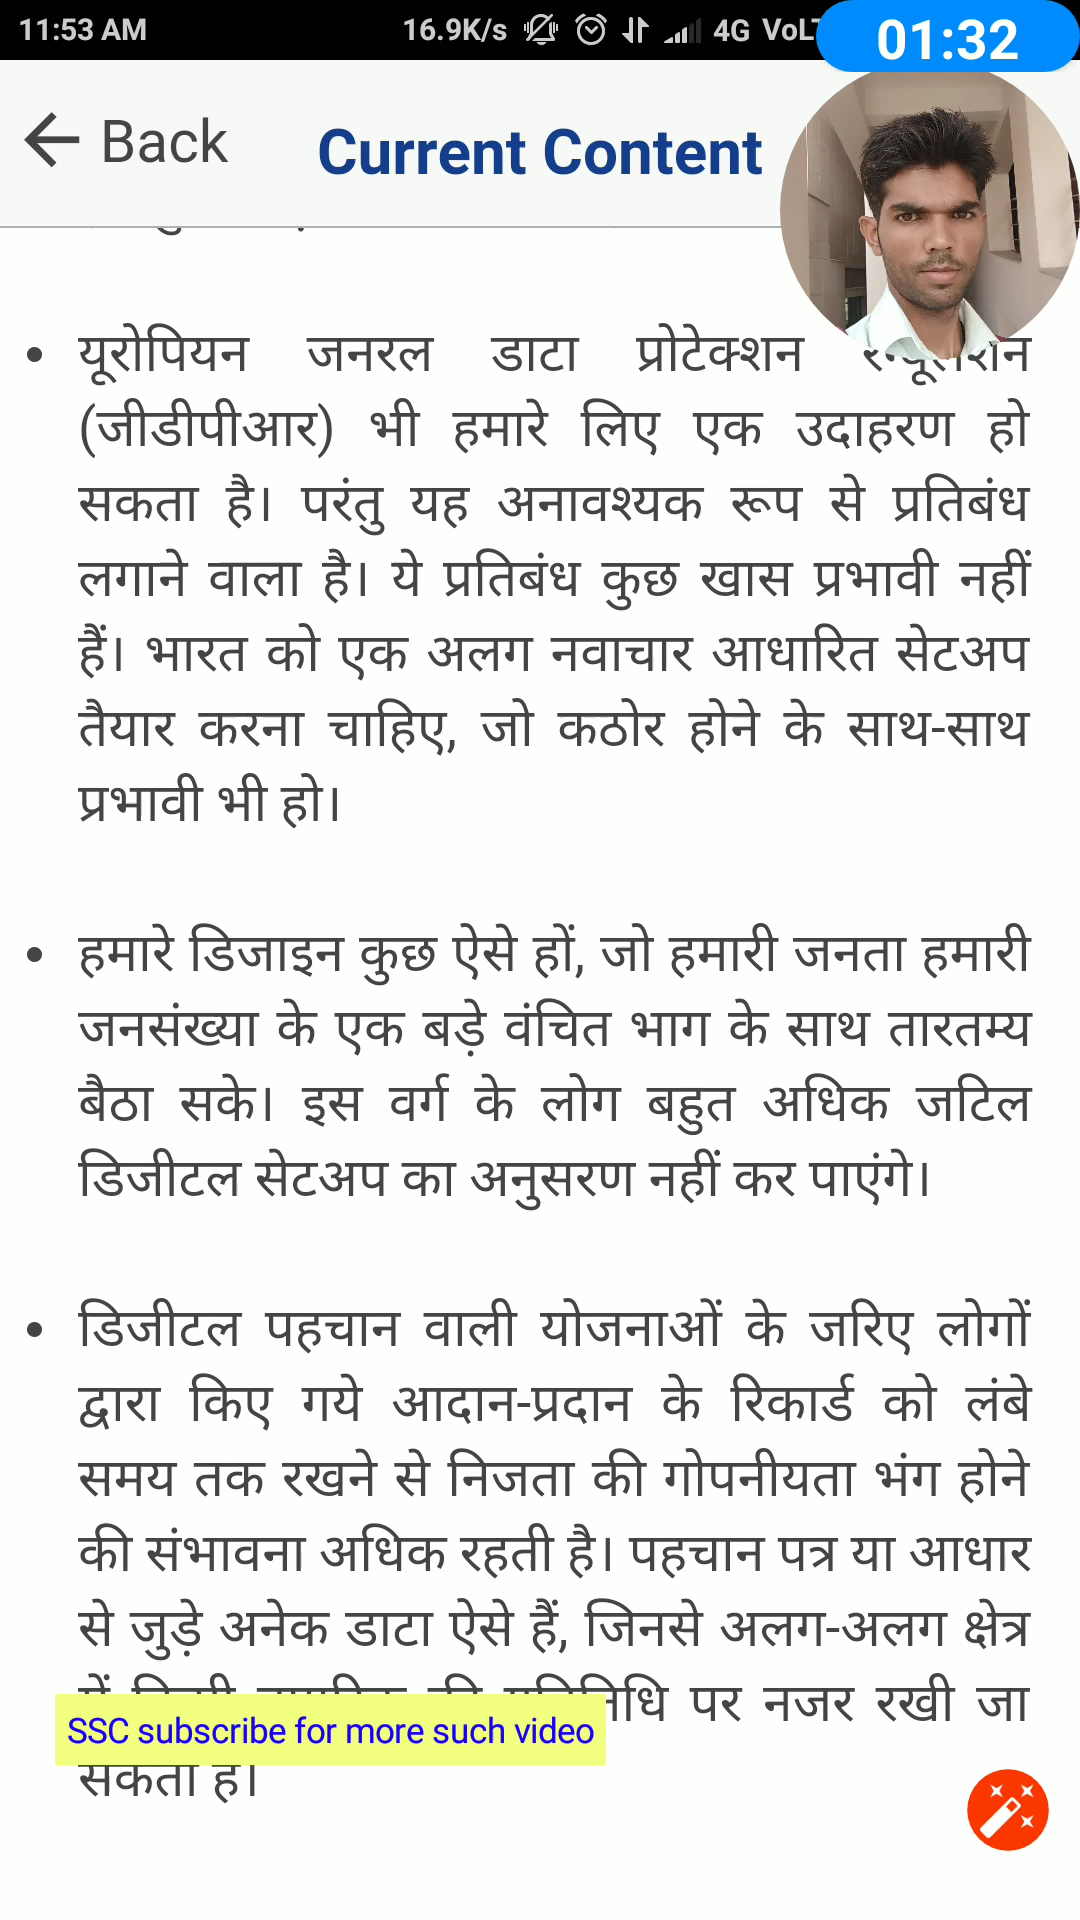 11:53 AM 16.9K/s 4G VoLT
01:32
Back
Current Content
• यूरोपियन जनरल डाटा प्रोटेक्शन
(जीडीपीआर) भी हमारे लिए एक उदाहरण हो
सकता है। परंतु यह अनावश्यक रूप से प्रतिबंध
लगाने वाला है। ये प्रतिबंध कुछ खास प्रभावी नहीं
हैं। भारत को एक अलग नवाचार आधारित सेटअप
तैयार करना चाहिए, जो कठोर होने के साथ-साथ
प्रभावी भी हो।
• हमारे डिजाइन कुछ ऐसे हों, जो हमारी जनता हमारी
जनसंख्या के एक बड़े वंचित भाग के साथ तारतम्य
बैठा सके। इस वर्ग के लोग बहुत अधिक जटिल
डिजीटल सेटअप का अनुसरण नहीं कर पाएंगे।
• डिजीटल पहचान वाली योजनाओं के जरिए लोगों
द्वारा किए गये आदान-प्रदान के रिकार्ड को लंबे
समय तक रखने से निजता की गोपनीयता भंग होने
की संभावना अधिक रहती है। पहचान पत्र या आधार
से जुड़े अनेक डाटा ऐसे हैं, जिनसे अलग-अलग क्षेत्र
पर नजर रखी जा
SSC subscribe for more such video
है।